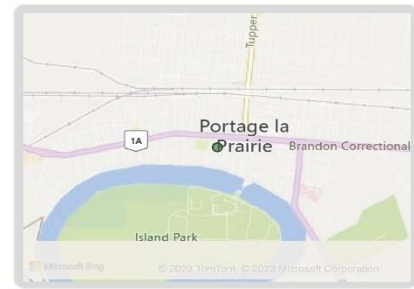 Tupper
Portage la
Prairie
1A
Brandon Correctional
Island Park
Microsoft Bing
© 2023 TomTom, © 2023 Microsoft Corporation